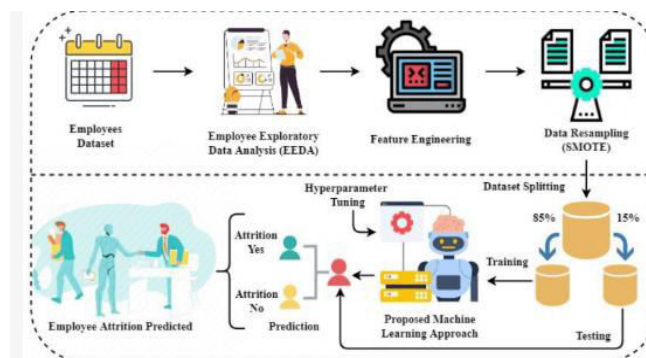 Employees
Dataset
Employee Exploratory
Data Analysis (EEDA)
Feature Engineering
Data Resampling
(SMOTE)
Dataset Splitting
85%
15%
Hyperparameter
Tuning
Training
Testing
Proposed Machine
Learning Approach
Attrition
Yes
Attrition
No
Prediction
Employee Attrition Predicted